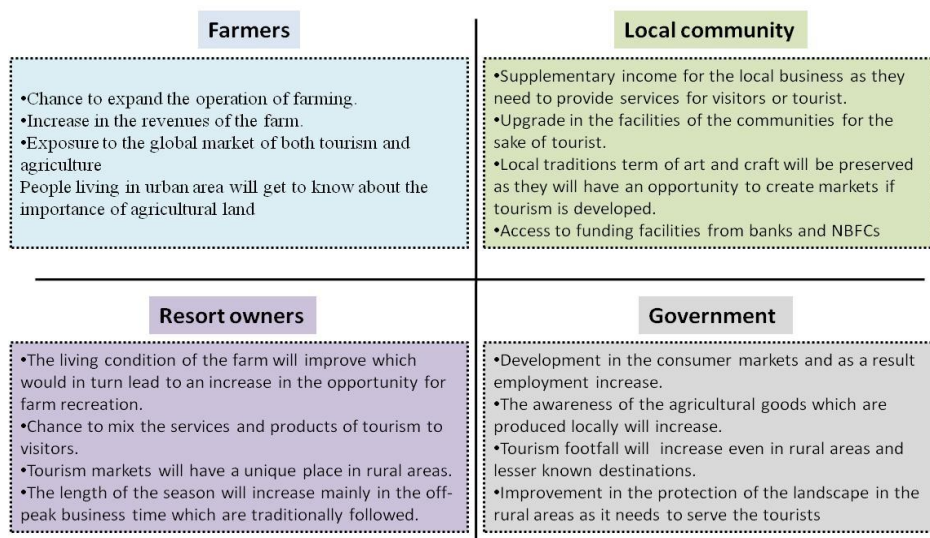 Farmers
•Chance to expand the operation of farming.
•Increase in the revenues of the farm.
•Exposure to the global market of both tourism and
agriculture
People living in urban area will get to know about the
importance of agricultural land
Local community
•Supplementary income for the local business as they
need to provide services for visitors or tourist.
•Upgrade in the facilities of the communities for the
sake of tourist.
•Local traditions term of art and craft will be preserved
as they will have an opportunity to create markets if
tourism is developed.
•Access to funding facilities from banks and NBFCs
Resort owners
•The living condition of the farm will improve which
would in turn lead to an increase in the opportunity for
farm recreation.
•Chance to mix the services and products of tourism to
visitors.
•Tourism markets will have a unique place in rural areas.
•The length of the season will increase mainly in the off-
peak business time which are traditionally followed.
Government
•Development in the consumer markets and as a result
employment increase.
•The awareness of the agricultural goods which are
produced locally will increase.
•Tourism footfall will increase even in rural areas and
lesser known destinations.
•Improvement in the protection of the landscape in the
rural areas as it needs to serve the tourists